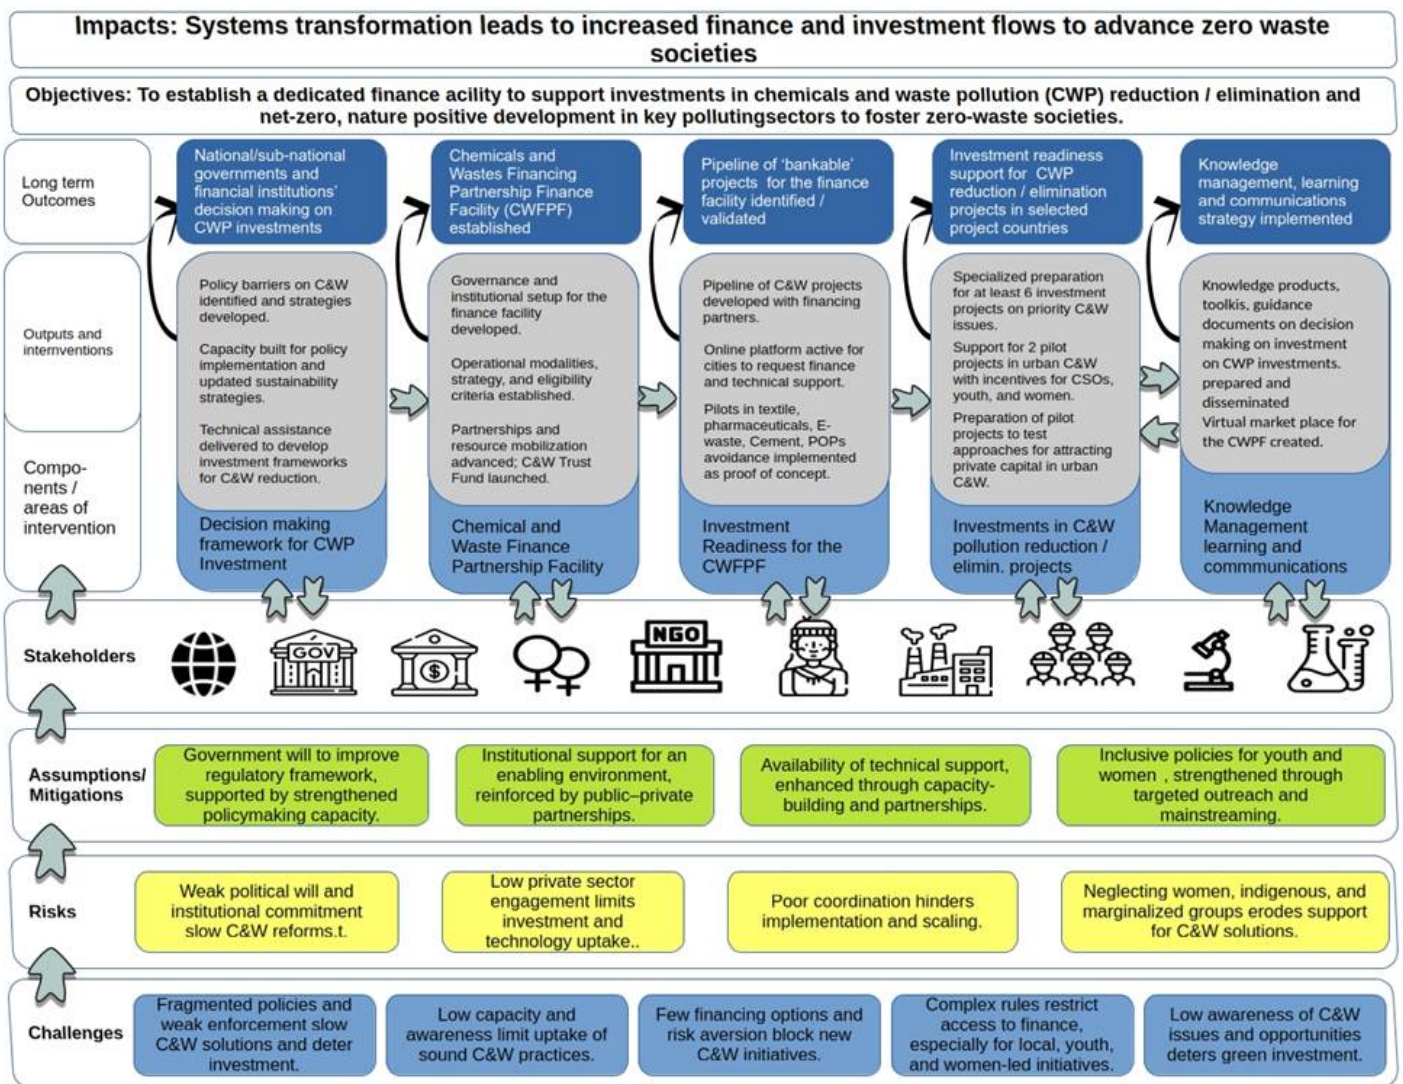 Impacts: Systems transformation leads to increased finance and investment flows to advance zero waste
societies
Objectives: To establish a dedicated finance acility to support investments in chemicals and waste pollution (CWP) reduction / elimination and
net-zero, nature positive development in key pollutingsectors to foster zero-waste societies.
Long term
Outcomes
National/sub-national
governments and
financial institutions'
decision making on
CWP investments
Chemicals and
Wastes Financing
Partnership Finance
Facility (CWFPF)
established
Pipeline of 'bankable'
projects for the finance
facility identified /
validated
Investment readiness
support for CWP
reduction / elimination
projects in selected
project countries
Knowledge
management, learning
and communications
strategy implemented
Outputs and
internventions
Policy barriers on C&W
identified and strategies
developed.
Capacity built for policy
implementation and
updated sustainability
strategies.
Technical assistance
delivered to develop
investment frameworks
for C&W reduction.
Governance and
institutional setup for the
finance facility
developed.
Operational modalities,
strategy, and eligibility
criteria established.
Partnerships and
resource mobilization
advanced; C&W Trust
Fund launched.
Pipeline of C&W projects
developed with financing
partners.
Online platform active for
cities to request finance
and technical support.
Pilots in textile,
pharmaceuticals, E-
waste, Cement, POPs
avoidance implemented
as proof of concept.
Specialized preparation
for at least 6 investment
projects on priority C&W
issues.
Support for 2 pilot
projects in urban C&W
with incentives for CSOs,
youth, and women.
Preparation of pilot
projects to test
approaches for attracting
private capital in urban
C&W.
Knowledge products,
toolkis, guidance
documents on decision
making on investment
on CWP investments.
prepared and
disseminated
Virtual market place for
the CWPF created.
Compo-
nents /
areas of
intervention
Decision making
framework for CWP
Investment
Chemical and
Waste Finance
Partnership Facility
Investment
Readiness for the
CWFPF
Investments in C&W
pollution reduction /
elimin. projects
Knowledge
Management
learning and
commmunications
Stakeholders
GOV
$
NGO
Assumptions/
Mitigations
Government will to improve
regulatory framework,
supported by strengthened
policymaking capacity.
Institutional support for an
enabling environment,
reinforced by public–private
partnerships.
Availability of technical support,
enhanced through capacity-
building and partnerships.
Inclusive policies for youth and
women , strengthened through
targeted outreach and
mainstreaming.
Risks
Weak political will and
institutional commitment
slow C&W reforms.t.
Low private sector
engagement limits
investment and
technology uptake..
Poor coordination hinders
implementation and scaling.
Neglecting women, indigenous, and
marginalized groups erodes support
for C&W solutions.
Challenges
Fragmented policies and
weak enforcement slow
C&W solutions and deter
investment.
Low capacity and
awareness limit uptake of
sound C&W practices.
Few financing options and
risk aversion block new
C&W initiatives.
Complex rules restrict
access to finance,
especially for local, youth,
and women-led initiatives.
Low awareness of C&W
issues and opportunities
deters green investment.